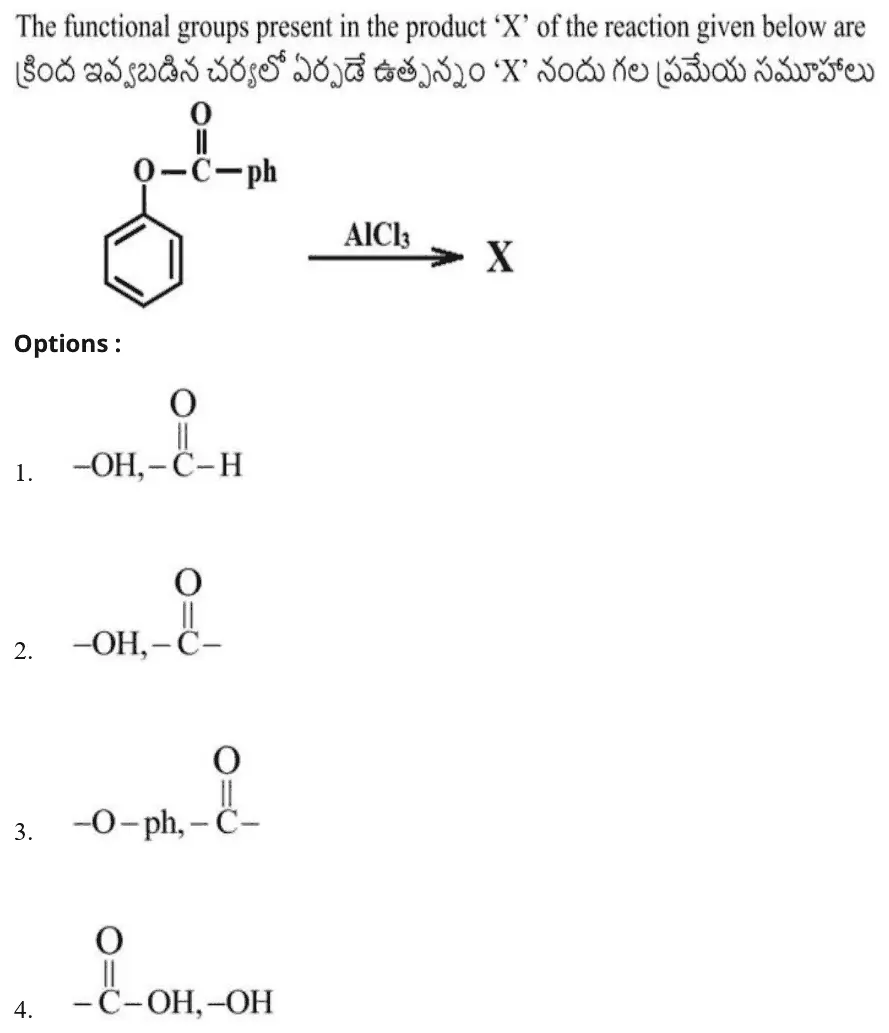 The functional groups present in the product ‘X’ of the reaction given below are
క్రింద ఇవ్వబడిన చర్యలో ఏర్పడే ఉత్పన్నం ‘X’ నందు గల ప్రమేయ సమూహాలు
O
O–C–ph
AlCl₃
X
Options :
O
1. –OH,–C–H
O
2. –OH,–C–
O
3. –O–ph,–C–
O
4. –C–OH,–OH